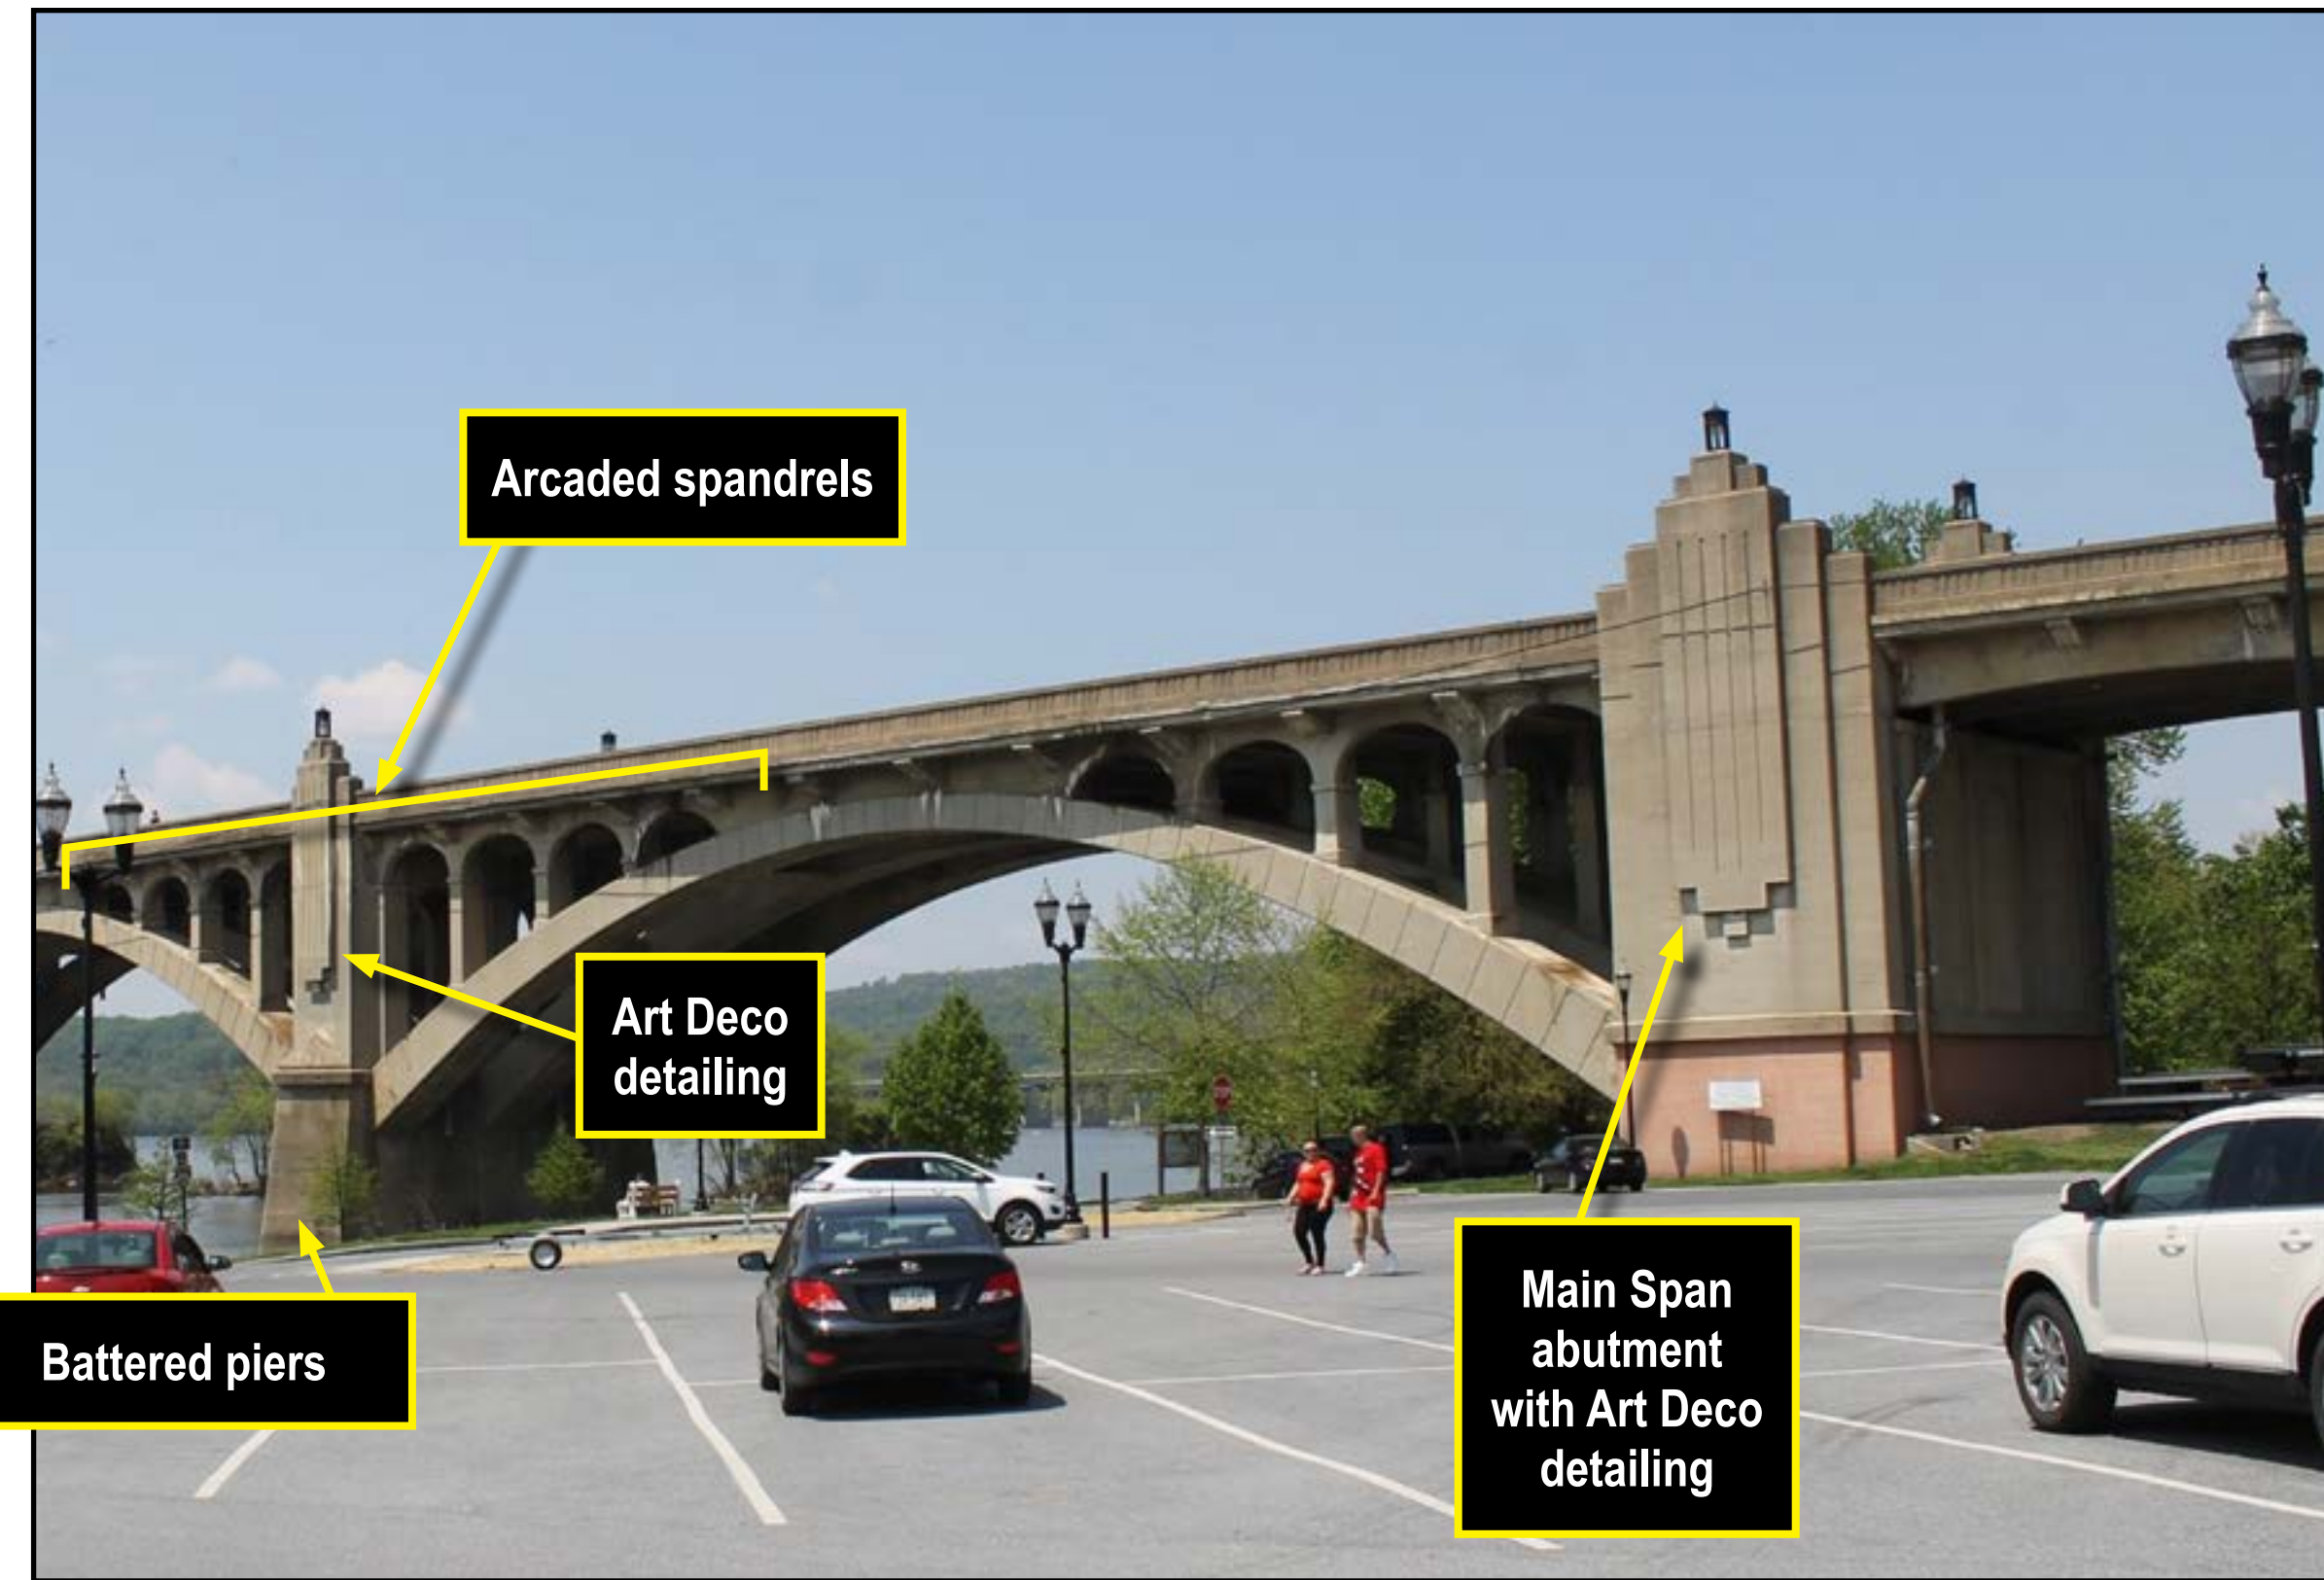 Arcaded spandrels
Art Deco
detailing
Battered piers
Main Span
abutment
with Art Deco
detailing